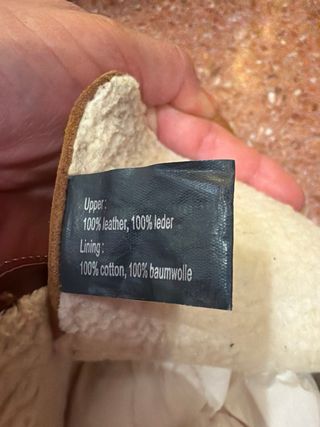 Upper:
100% leather, 100% leder
Lining:
100% cotton, 100% baumwolle